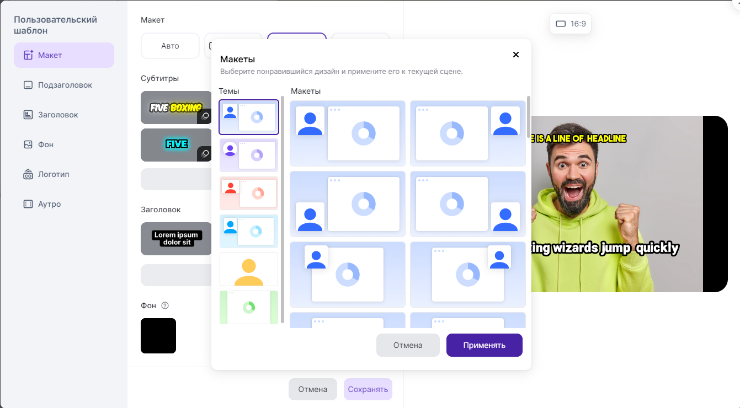 Пользовательский
шаблон
Макет
Подзаголовок
Заголовок
Фон
Логотип
Аутро
Макет
Авто
Субтитры
FIVE BOXING
FIVE
Заголовок
Lorem ipsum
dolor sit
Фон
Отмена
Сохранять
Макеты
Выберите понравившийся дизайн и примените его к текущей сцене.
Темы
Макеты
Отмена
Применить
16:9
E IS A LINE OF HEADLINE
ing wizards jump quickly